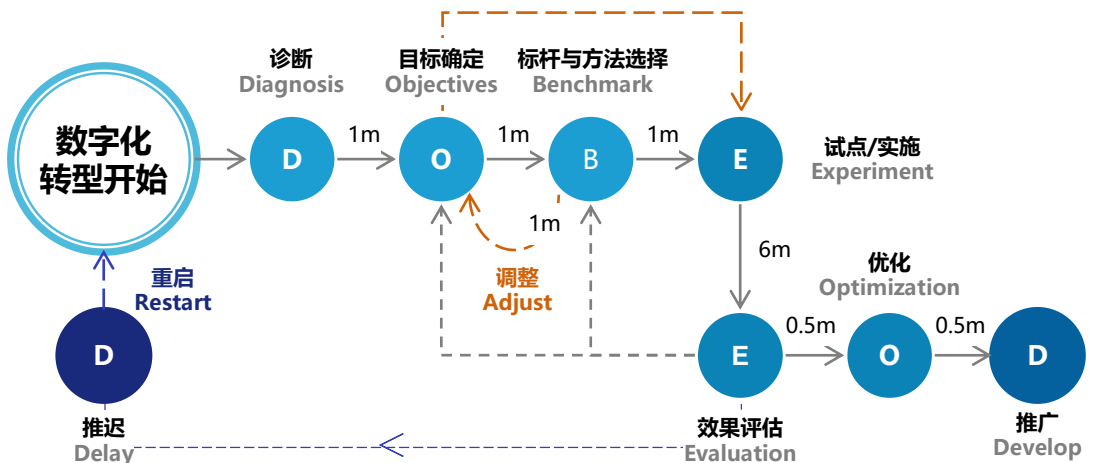 诊断
Diagnosis
目标确定
Objectives
标杆与方法选择
Benchmark
数字化
转型开始
D
1m
O
1m
B
1m
E
试点/实施
Experiment
1m
调整
Adjust
6m
重启
Restart
优化
Optimization
D
E
0.5m
O
0.5m
D
推迟
Delay
效果评估
Evaluation
推广
Develop